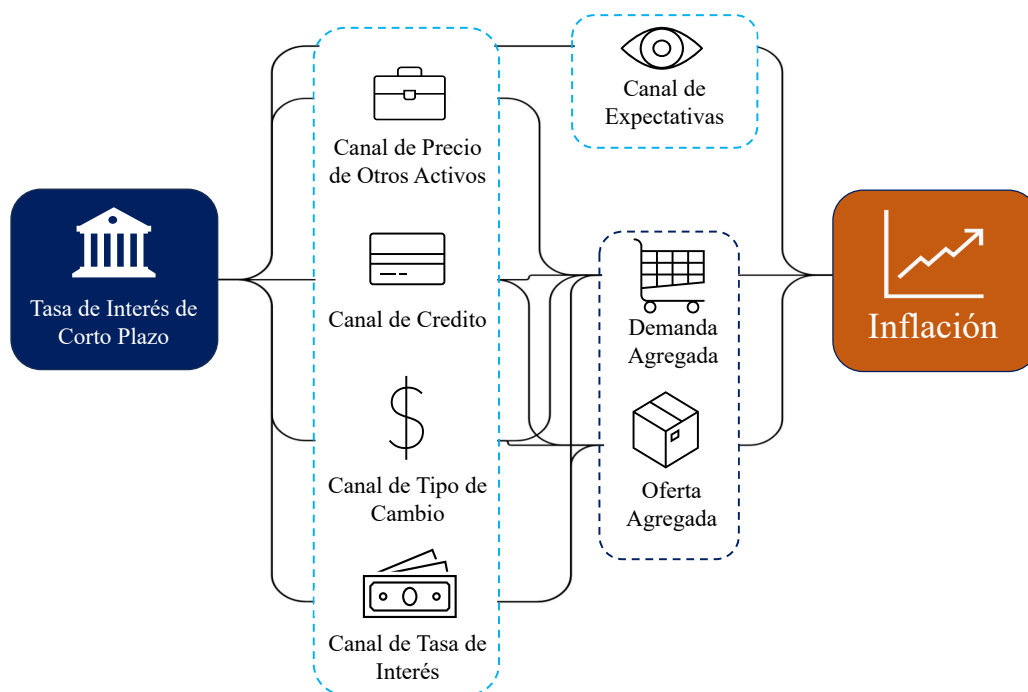 Canal de
Expectativas
Canal de Precio
de Otros Activos
Tasa de Interés de
Corto Plazo
Canal de Credito
Demanda
Agregada
Inflación
Canal de Tipo de
Cambio
Oferta
Agregada
Canal de Tasa de
Interés